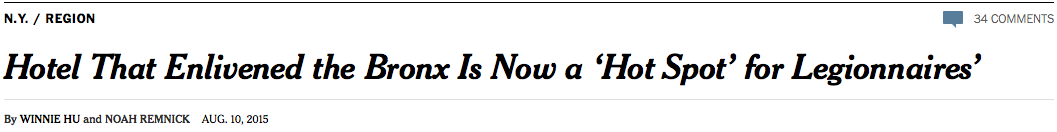 N.Y. / REGION 34 COMMENTS
Hotel That Enlivened the Bronx Is Now a ‘Hot Spot’ for Legionnaires’
By WINNIE HU and NOAH REMNICK AUG. 10, 2015